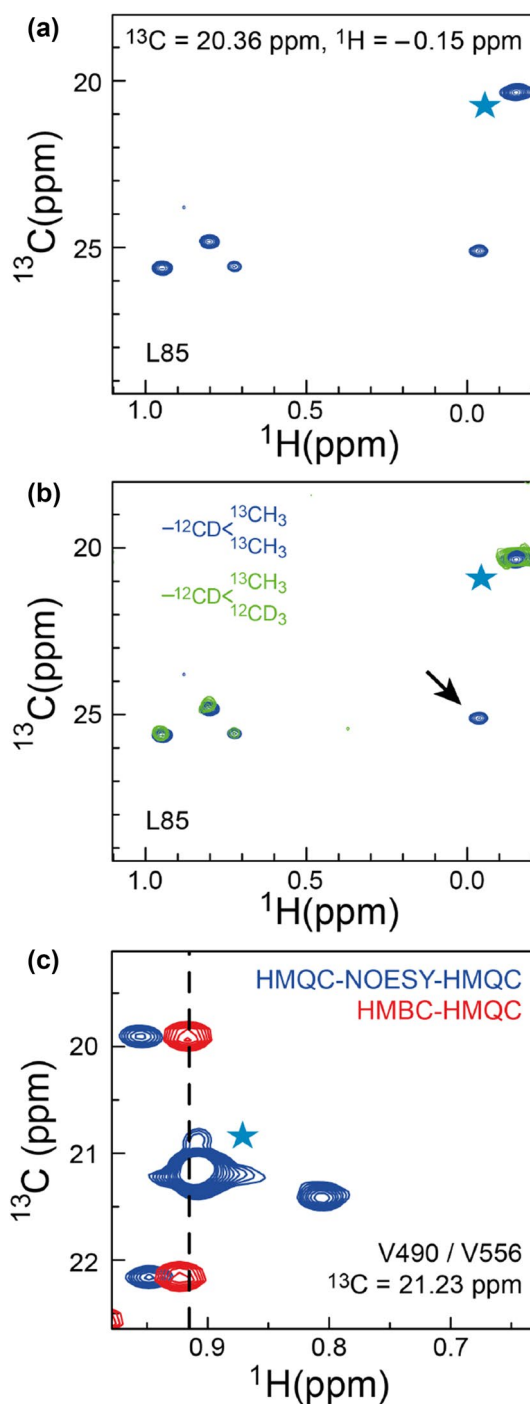 (a)
¹³C = 20.36 ppm, ¹H = −0.15 ppm
20
25
¹³C(ppm)
L85
1.0 0.5 0.0
¹H(ppm)
(b)
¹³CH₃
−¹²CD<
¹³CH₃
¹³CH₃
−¹²CD<
¹²CD₃
20
25
¹³C(ppm)
L85
1.0 0.5 0.0
¹H(ppm)
(c)
HMQC-NOESY-HMQC
HMBC-HMQC
20
21
22
¹³C (ppm)
V490 / V556
¹³C = 21.23 ppm
0.9 0.8 0.7
¹H(ppm)